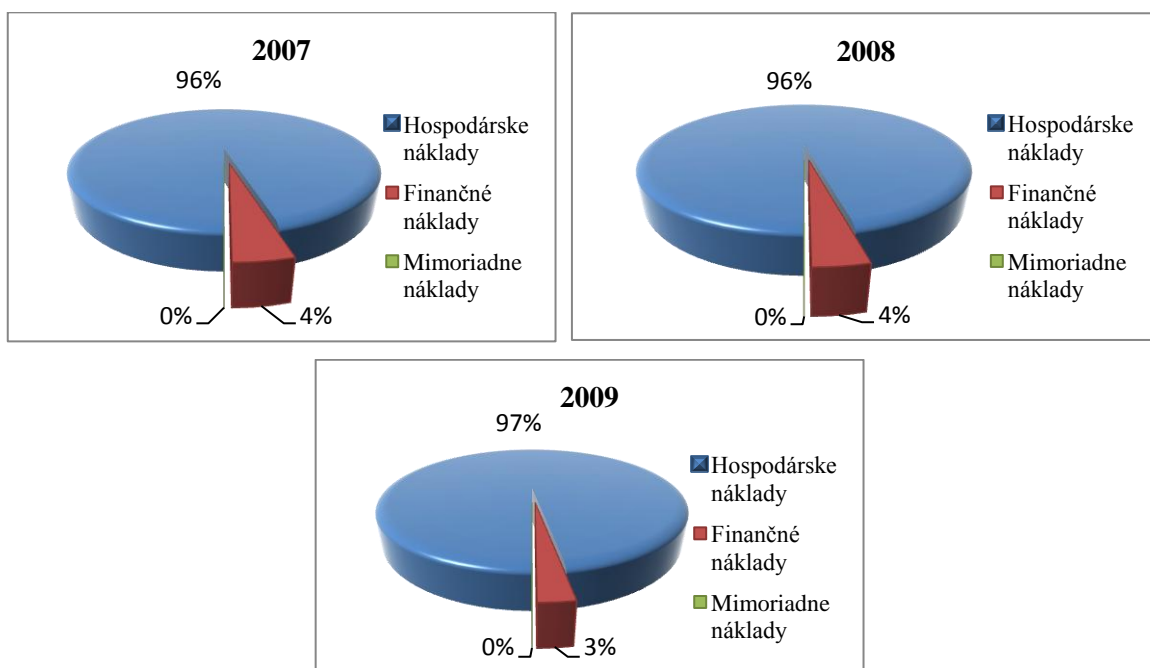 2007
96%
Hospodárske
náklady
Finančné
náklady
Mimoriadne
náklady
0%
4%
2008
96%
Hospodárske
náklady
Finančné
náklady
Mimoriadne
náklady
0%
4%
2009
97%
Hospodárske
náklady
Finančné
náklady
Mimoriadne
náklady
0%
3%